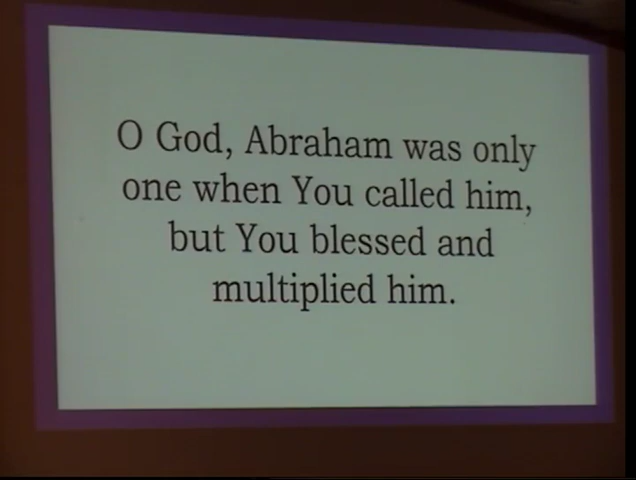 O God, Abraham was only
one when You called him,
but You blessed and
multiplied him.